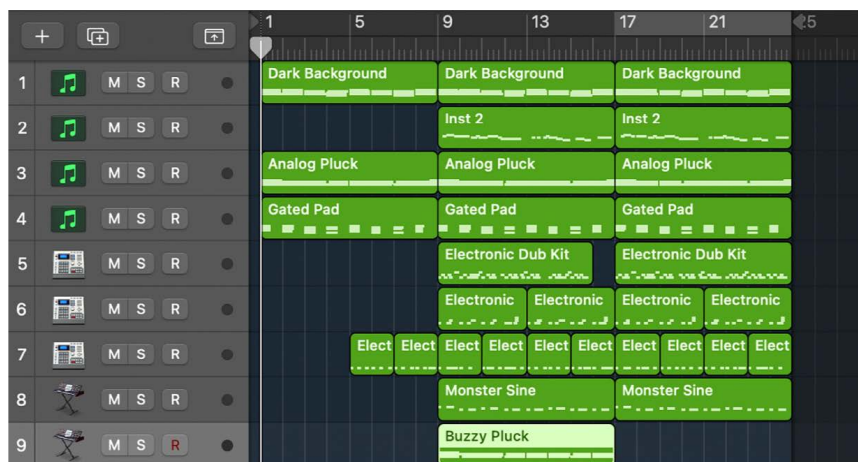 1 5 9 13 17 21 25
1 M S R Dark Background Dark Background Dark Background
2 M S R Inst 2 Inst 2
3 M S R Analog Pluck Analog Pluck Analog Pluck
4 M S R Gated Pad Gated Pad Gated Pad
5 M S R Electronic Dub Kit Electronic Dub Kit
6 M S R Electronic Electronic Electronic Electronic
7 M S R Elect Elect Elect Elect Elect Elect Elect Elect Elect Elect
8 M S R Monster Sine Monster Sine
9 M S R Buzzy Pluck